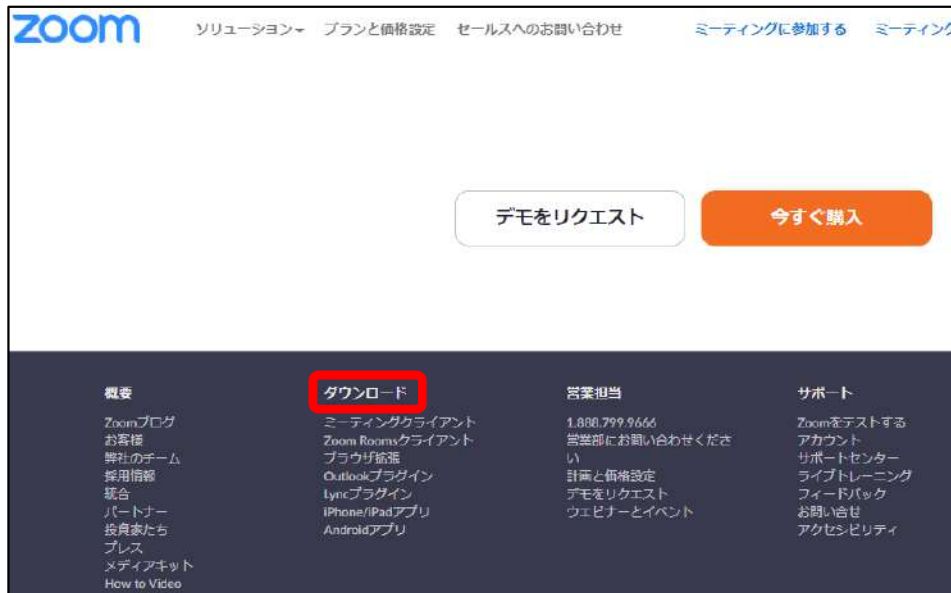 zoom
ソリューション プランと価格設定 セールスへのお問い合わせ ミーティングに参加する ミーティング
デモをリクエスト 今すぐ購入
概要
Zoomブログ
お客様
弊社のチーム
採用情報
統合
パートナー
投資家たち
プレス
メディアキット
How to Video
ダウンロード
ミーティングクライアント
Zoom Roomsクライアント
ブラウザ拡張
Outlookプラグイン
Lyncプラグイン
iPhone/iPadアプリ
Androidアプリ
営業担当
1.888.799.9666
営業部にお問い合わせくださ
い
計画と価格設定
デモをリクエスト
ウェビナーとイベント
サポート
Zoomをテストする
アカウント
サポートセンター
ライブトレーニング
フィードバック
お問い合せ
アクセシビリティ